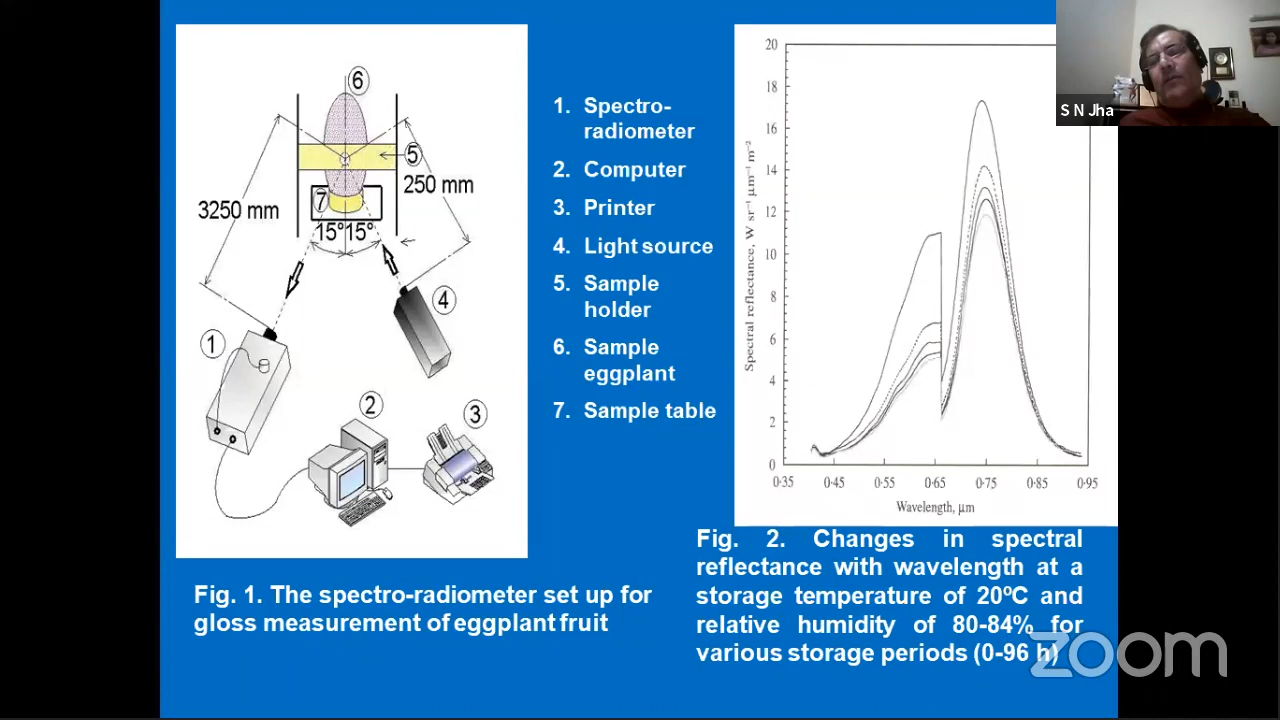 6
5
7
3250 mm
250 mm
15° 15°
4
1
2
3
1. Spectro-
radiometer
2. Computer
3. Printer
4. Light source
5. Sample
holder
6. Sample
eggplant
7. Sample table
Fig. 1. The spectro-radiometer set up for
gloss measurement of eggplant fruit
20
18
16
14
12
10
8
6
4
2
0
Spectral reflectance, W sr⁻¹ μm⁻¹ m⁻²
0·35 0·45 0·55 0·65 0·75 0·85 0·95
Wavelength, μm
Fig. 2. Changes in spectral
reflectance with wavelength at a
storage temperature of 20ºC and
relative humidity of 80-84% for
various storage periods (0-96 h)
S N Jha
zoom